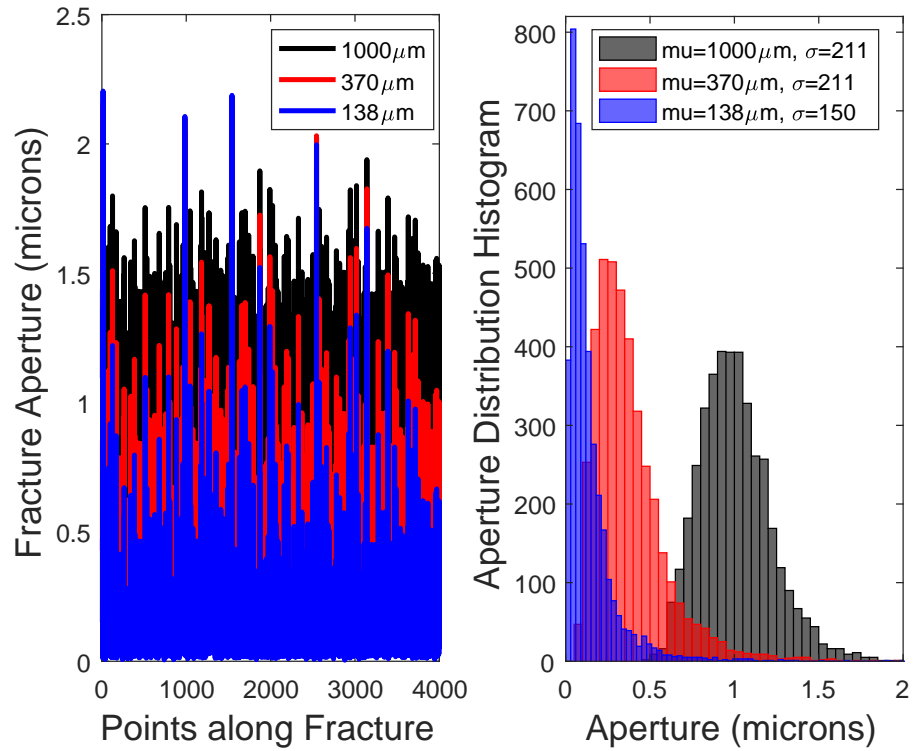 Fracture Aperture (microns)
2.5
2
1.5
1
0.5
0
0
1000
2000
3000
4000
Points along Fracture
1000μm
370μm
138μm
Aperture Distribution Histogram
800
700
600
500
400
300
200
100
0
0
0.5
1
1.5
2
Aperture (microns)
mu=1000μm, σ=211
mu=370μm, σ=211
mu=138μm, σ=150